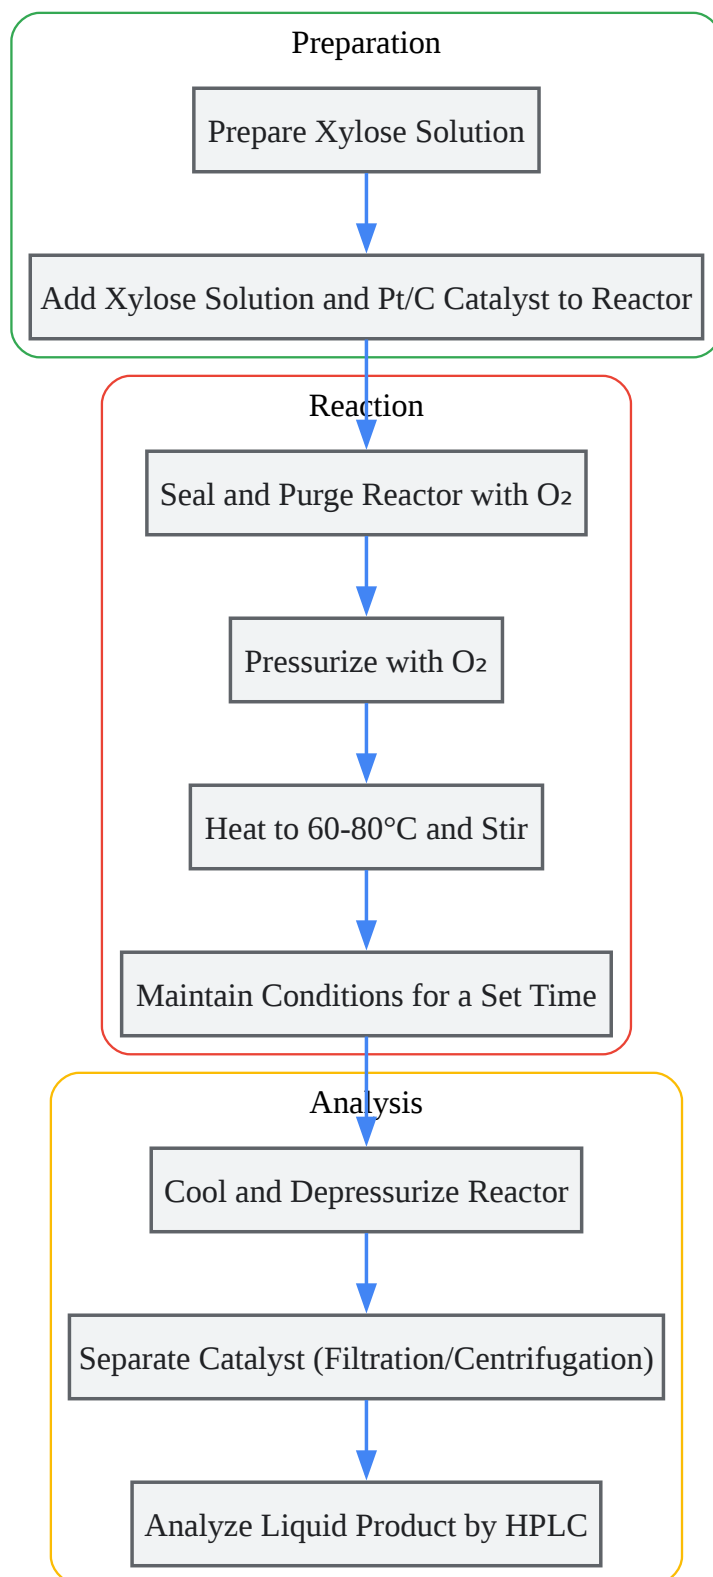 Preparation
Prepare Xylose Solution
Add Xylose Solution and Pt/C Catalyst to Reactor
Reaction
Seal and Purge Reactor with O₂
Pressurize with O₂
Heat to 60-80°C and Stir
Maintain Conditions for a Set Time
Analysis
Cool and Depressurize Reactor
Separate Catalyst (Filtration/Centrifugation)
Analyze Liquid Product by HPLC